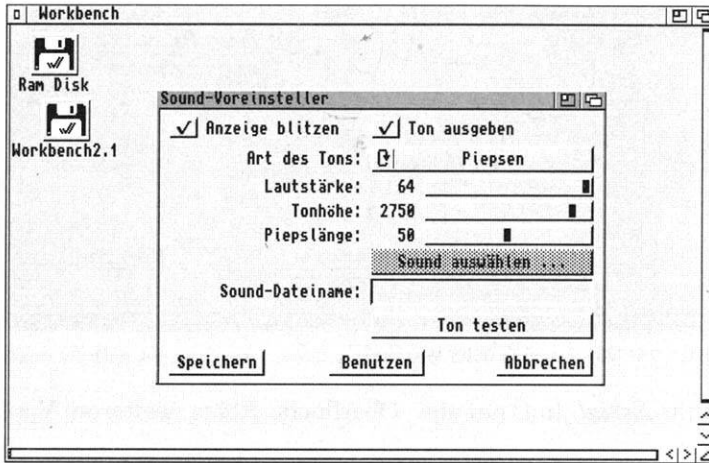 Workbench
Ram Disk
Workbench2.1
Sound-Voreinsteller
Anzeige blitzen
Ton ausgeben
Art des Tons:
Piepsen
Lautstärke: 64
Tonhöhe: 2750
Piepslänge: 50
Sound auswählen ...
Sound-Dateiname:
Ton testen
Speichern
Benutzen
Abbrechen